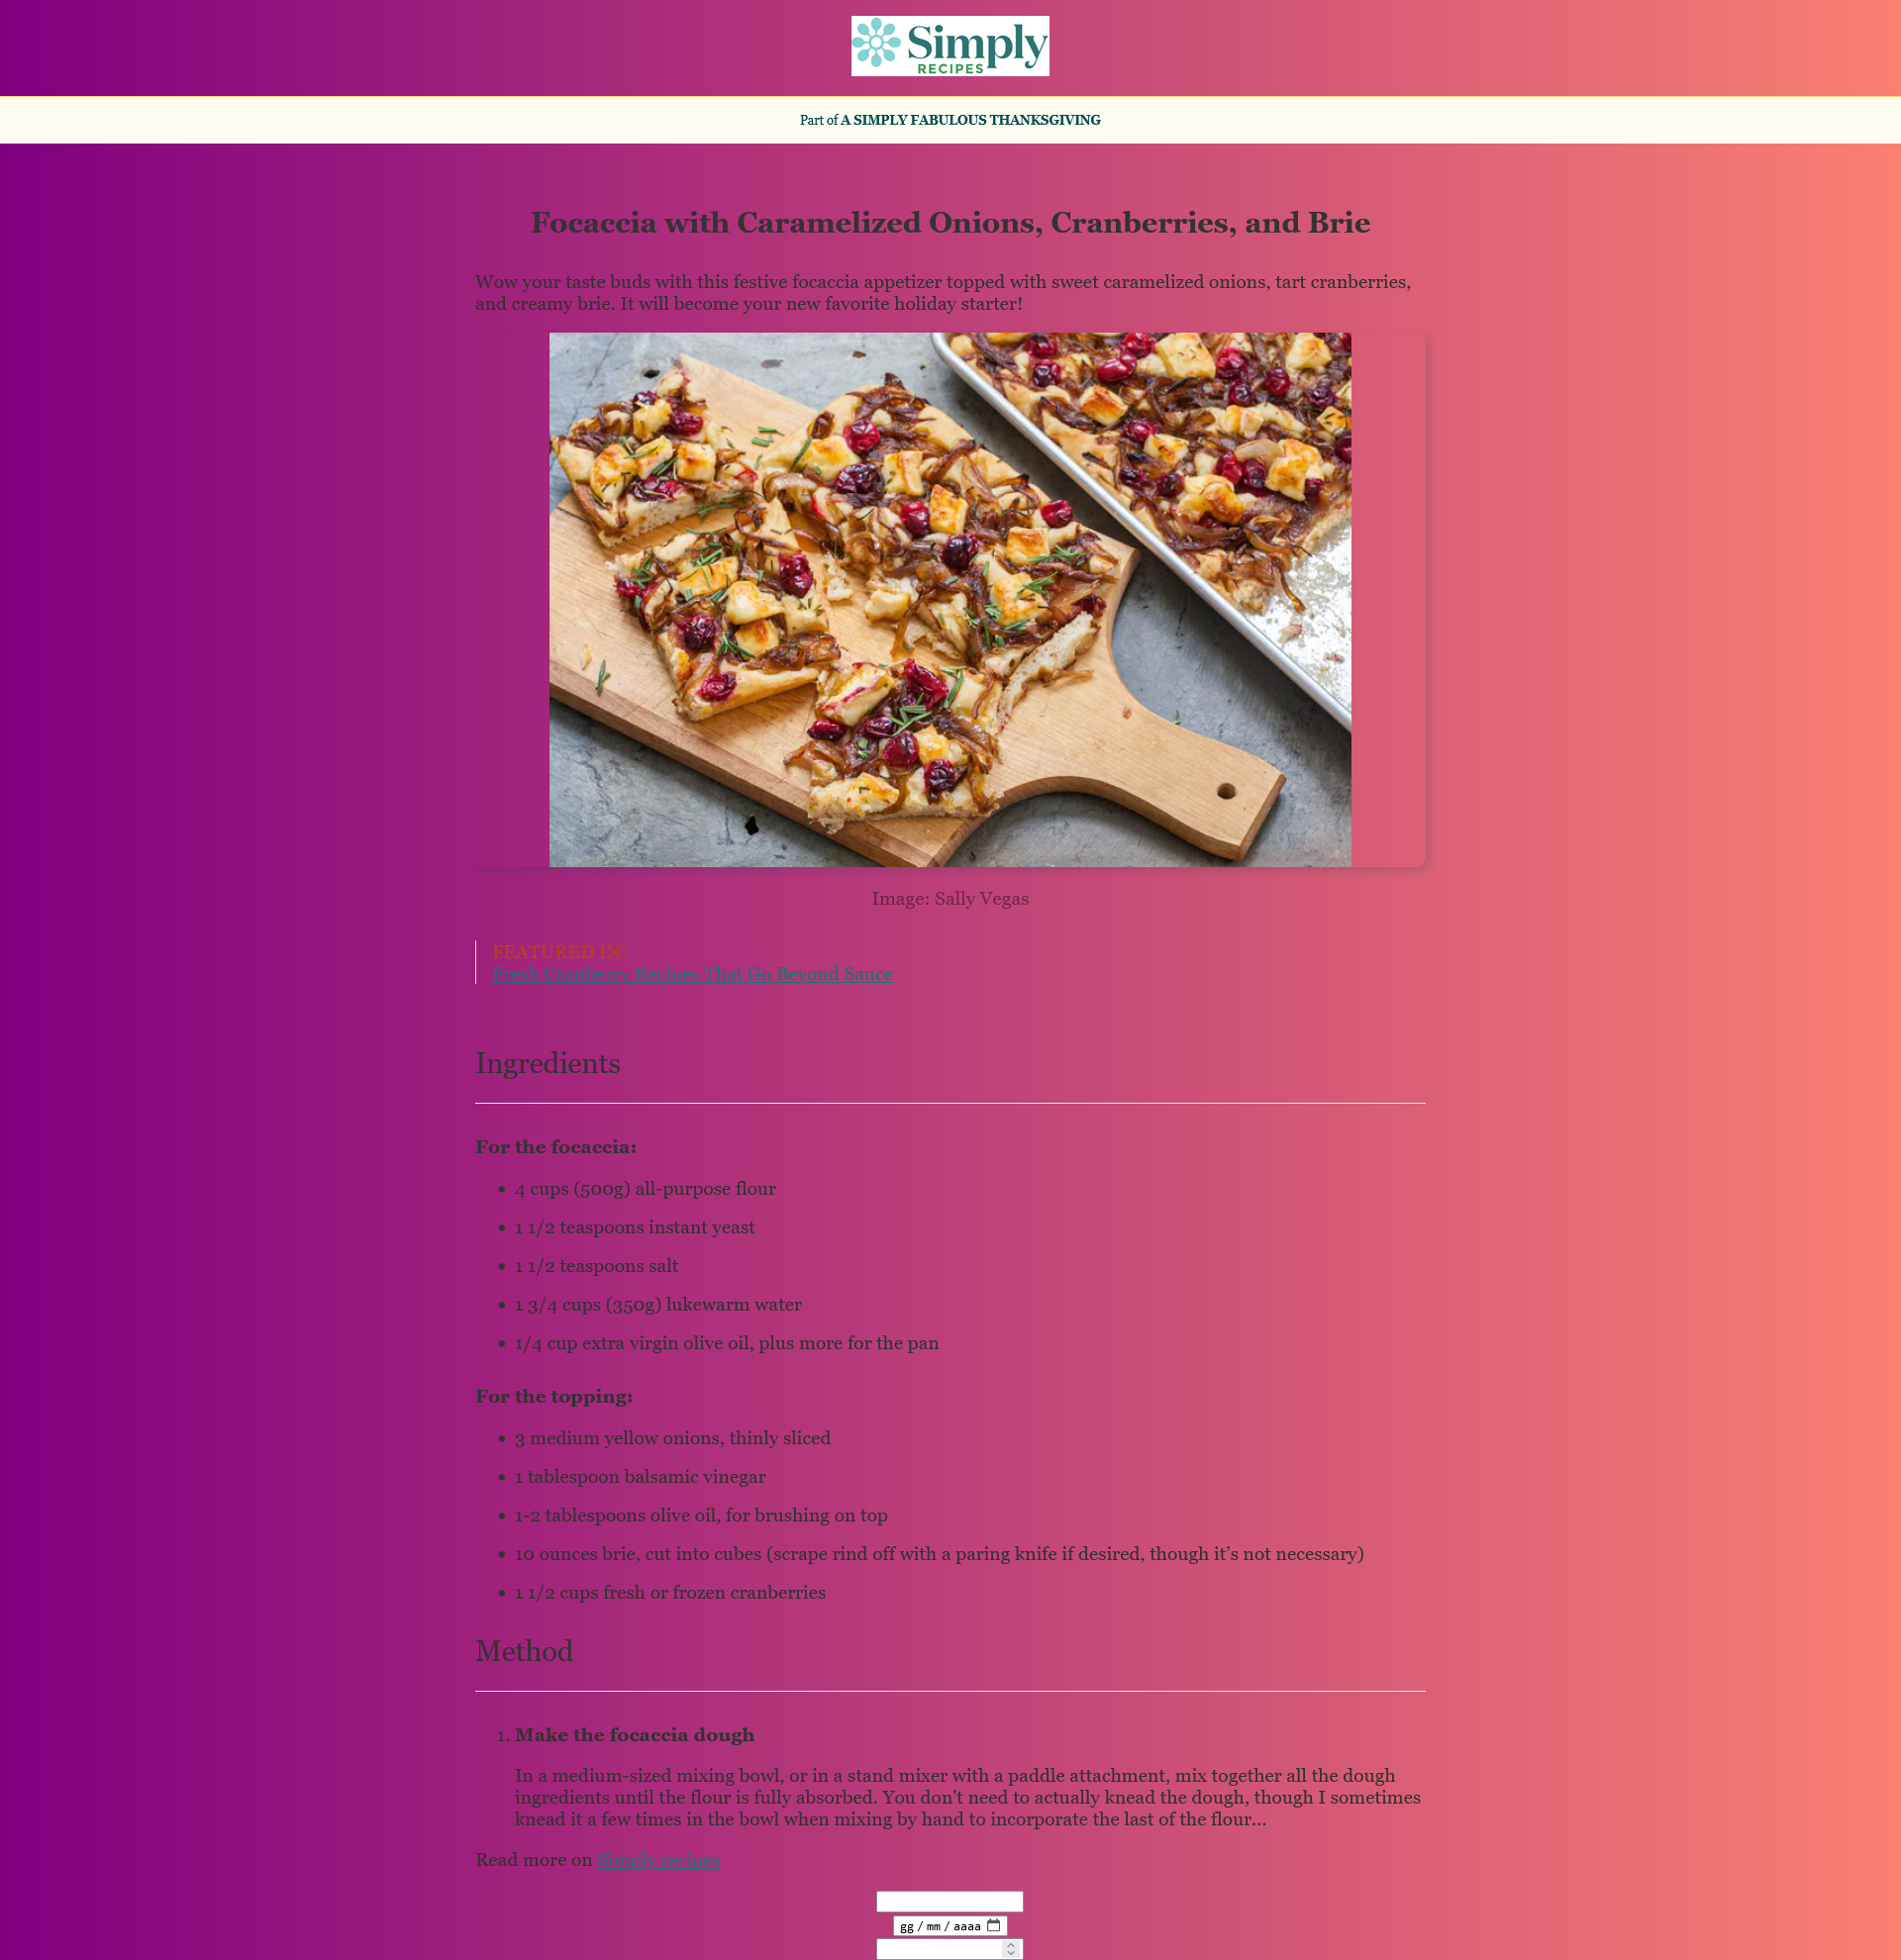 Simply
RECIPES
Part of A SIMPLY FABULOUS THANKSGIVING
Focaccia with Caramelized Onions, Cranberries, and Brie
Wow your taste buds with this festive focaccia appetizer topped with sweet caramelized onions, tart cranberries,
and creamy brie. It will become your new favorite holiday starter!
Image: Sally Vegas
FEATURED IN:
Fresh Cranberry Recipes That Go Beyond Sauce
Ingredients
For the focaccia:
• 4 cups (500g) all-purpose flour
• 1 1/2 teaspoons instant yeast
• 1 1/2 teaspoons salt
• 1 3/4 cups (350g) lukewarm water
• 1/4 cup extra virgin olive oil, plus more for the pan
For the topping:
• 3 medium yellow onions, thinly sliced
• 1 tablespoon balsamic vinegar
• 1-2 tablespoons olive oil, for brushing on top
• 10 ounces brie, cut into cubes (scrape rind off with a paring knife if desired, though it’s not necessary)
• 1 1/2 cups fresh or frozen cranberries
Method
1. Make the focaccia dough
In a medium-sized mixing bowl, or in a stand mixer with a paddle attachment, mix together all the dough
ingredients until the flour is fully absorbed. You don't need to actually knead the dough, though I sometimes
knead it a few times in the bowl when mixing by hand to incorporate the last of the flour...
Read more on Simply recipes
gg / mm / aaaa